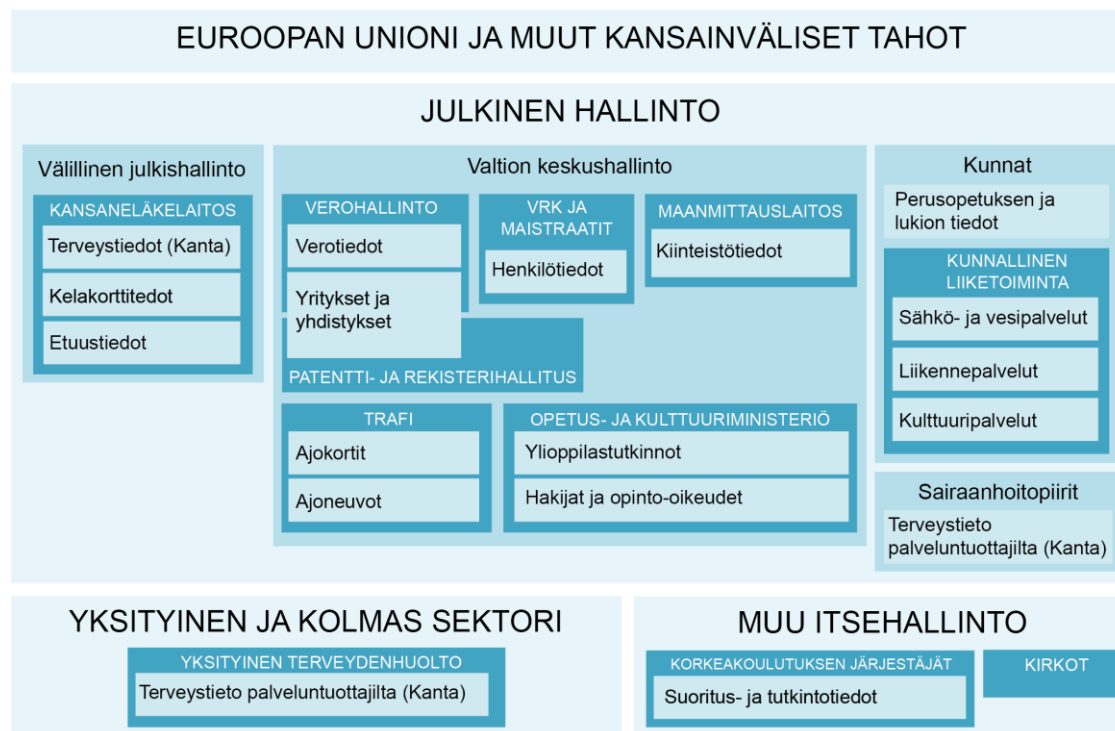 EUROOPAN UNIONI JA MUUT KANSAINVÄLISET TAHOT
JULKINEN HALLINTO
Välillinen julkishallinto
KANSANELÄKELAITOS
Terveystiedot (Kanta)
Kelakorttitedot
Etuustiedot
Valtion keskushallinto
VEROHALLINTO
Verotiedot
Yritykset ja
yhdistykset
PATENTTI- JA REKISTERIHALLITUS
VRK JA
MAISTRAATIT
Henkilötiedot
MAANMITTAUSLAITOS
Kiinteistötiedot
TRAFI
Ajokortit
Ajoneuvot
OPETUS- JA KULTTUURIMINISTERIÖ
Ylioppilastutkinnot
Hakijat ja opinto-oikeudet
Kunnat
Perusopetuksen ja
lukion tiedot
KUNNALLINEN
LIIKETOIMINTA
Sähkö- ja vesipalvelut
Liikennepalvelut
Kulttuuripalvelut
Sairaanhoitopiirit
Terveystieto
palveluntuottajilta (Kanta)
YKSITYINEN JA KOLMAS SEKTORI
YKSITYINEN TERVEYDENHUOLTO
Terveystieto palveluntuottajilta (Kanta)
MUU ITSEHALLINTO
KORKEAKOULUTUKSEN JÄRJESTÄJÄT
Suoritus- ja tutkintotiedot
KIRKOT